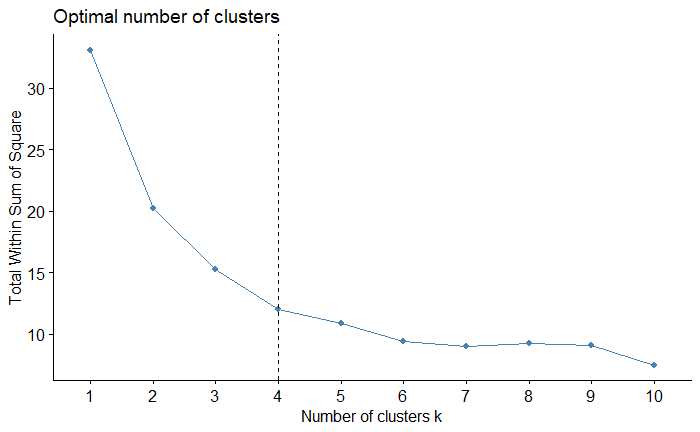 Optimal number of clusters
Total Within Sum of Square
30
25
20
15
10
1 2 3 4 5 6 7 8 9 10
Number of clusters k